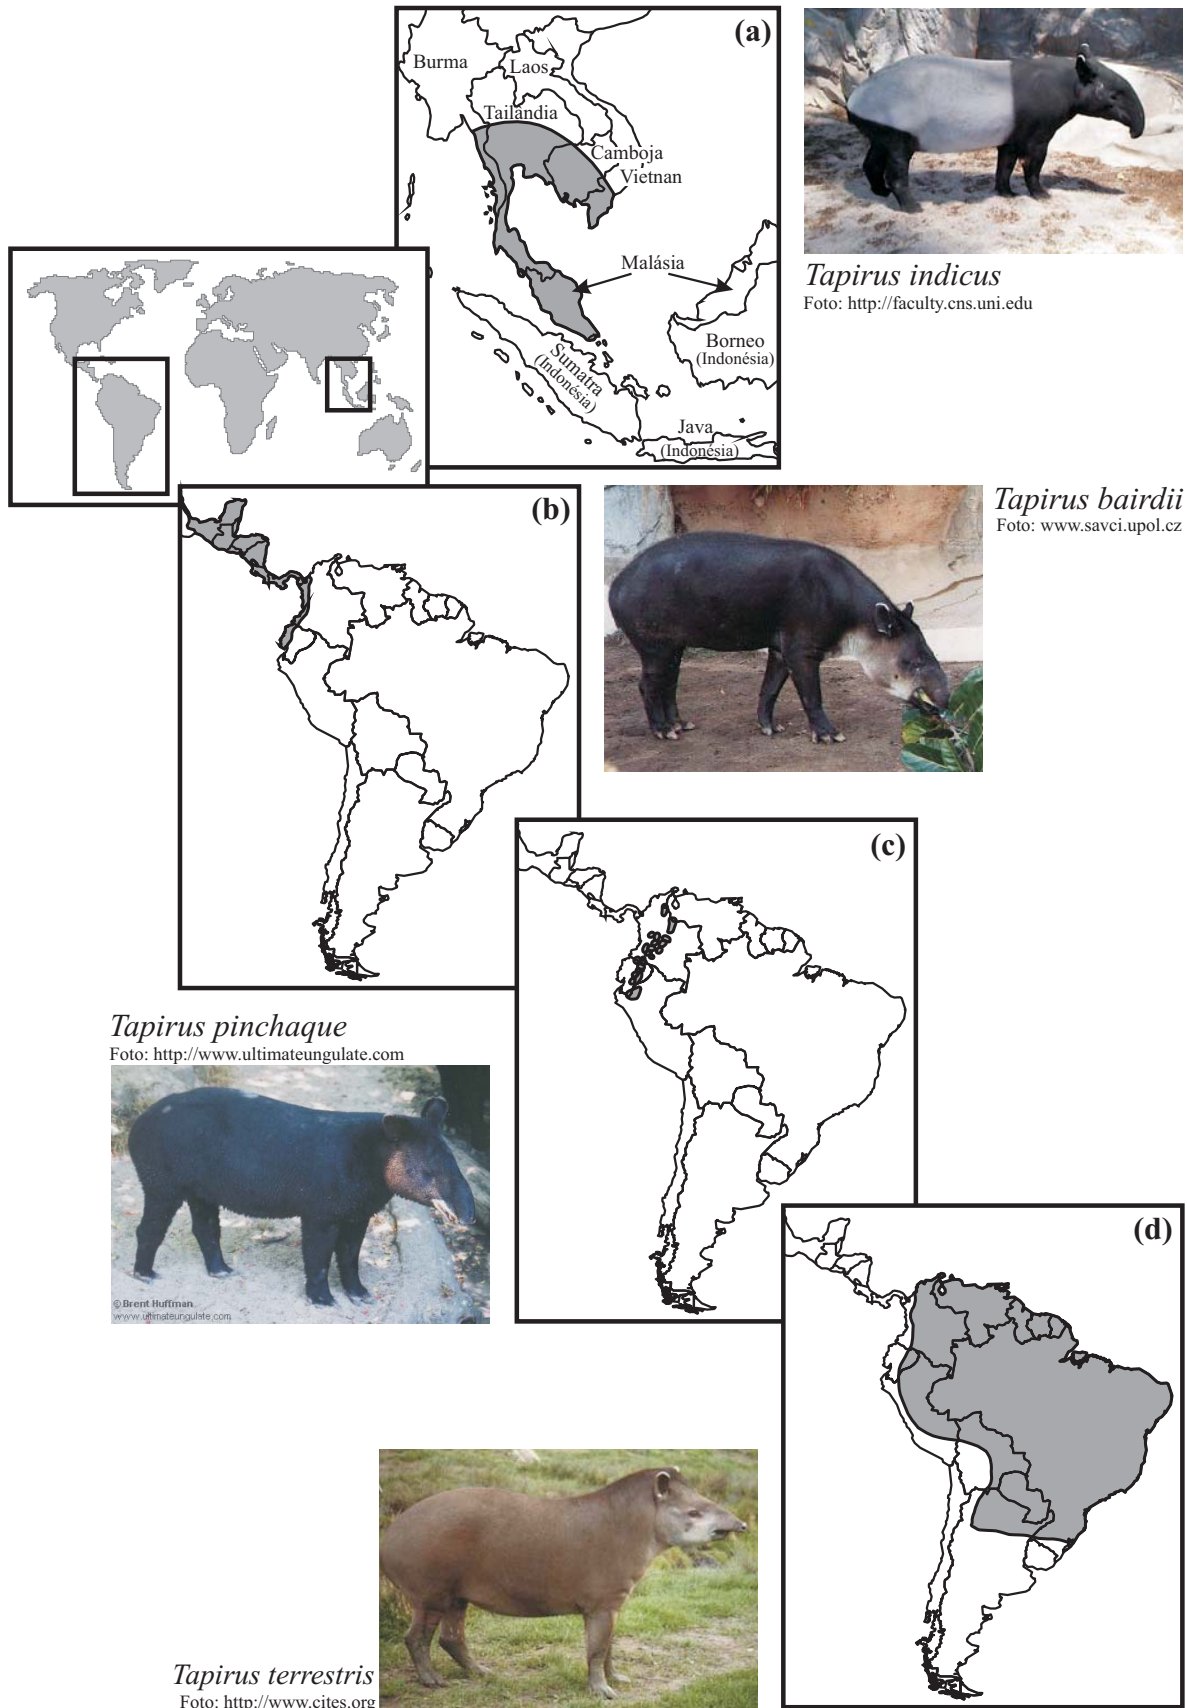 (a)
Burma
Laos
Tailândia
Camboja
Vietnan
Malásia
Sumatra
(Indonésia)
Borneo
(Indonésia)
Java
(Indonésia)
Tapirus indicus
Foto: http://faculty.cns.uni.edu
(b)
Tapirus bairdii
Foto: www.savci.upol.cz
(c)
Tapirus pinchaque
Foto: http://www.ultimateungulate.com
© Brent Huffman
www.ultimateungulate.com
(d)
Tapirus terrestris
Foto: http://www.cites.org